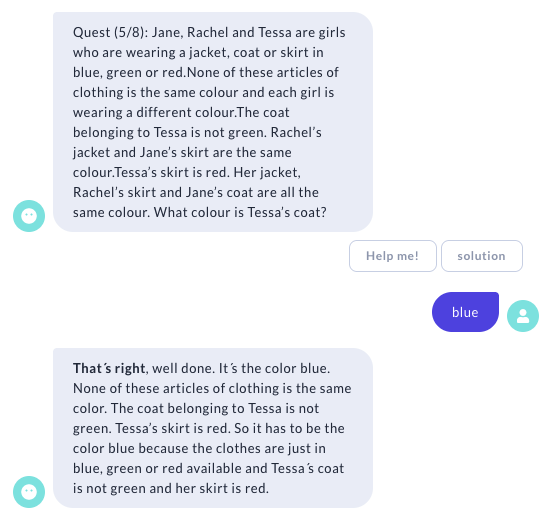 Quest (5/8): Jane, Rachel and Tessa are girls
who are wearing a jacket, coat or skirt in
blue, green or red.None of these articles of
clothing is the same colour and each girl is
wearing a different colour.The coat
belonging to Tessa is not green. Rachel's
jacket and Jane's skirt are the same
colour.Tessa's skirt is red. Her jacket,
Rachel's skirt and Jane's coat are all the
same colour. What colour is Tessa's coat?
Help me!
solution
blue
That´s right, well done. It´s the color blue.
None of these articles of clothing is the same
color. The coat belonging to Tessa is not
green. Tessa's skirt is red. So it has to be the
color blue because the clothes are just in
blue, green or red available and Tessa´s coat
is not green and her skirt is red.